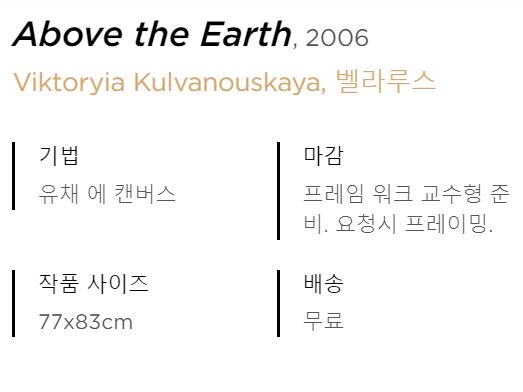 Above the Earth, 2006
Viktoryia Kulvanouskaya, 벨라루스
기법
유채 에 캔버스
마감
프레임 워크 교수형 준
비. 요청시 프레이밍.
작품 사이즈
77x83cm
배송
무료